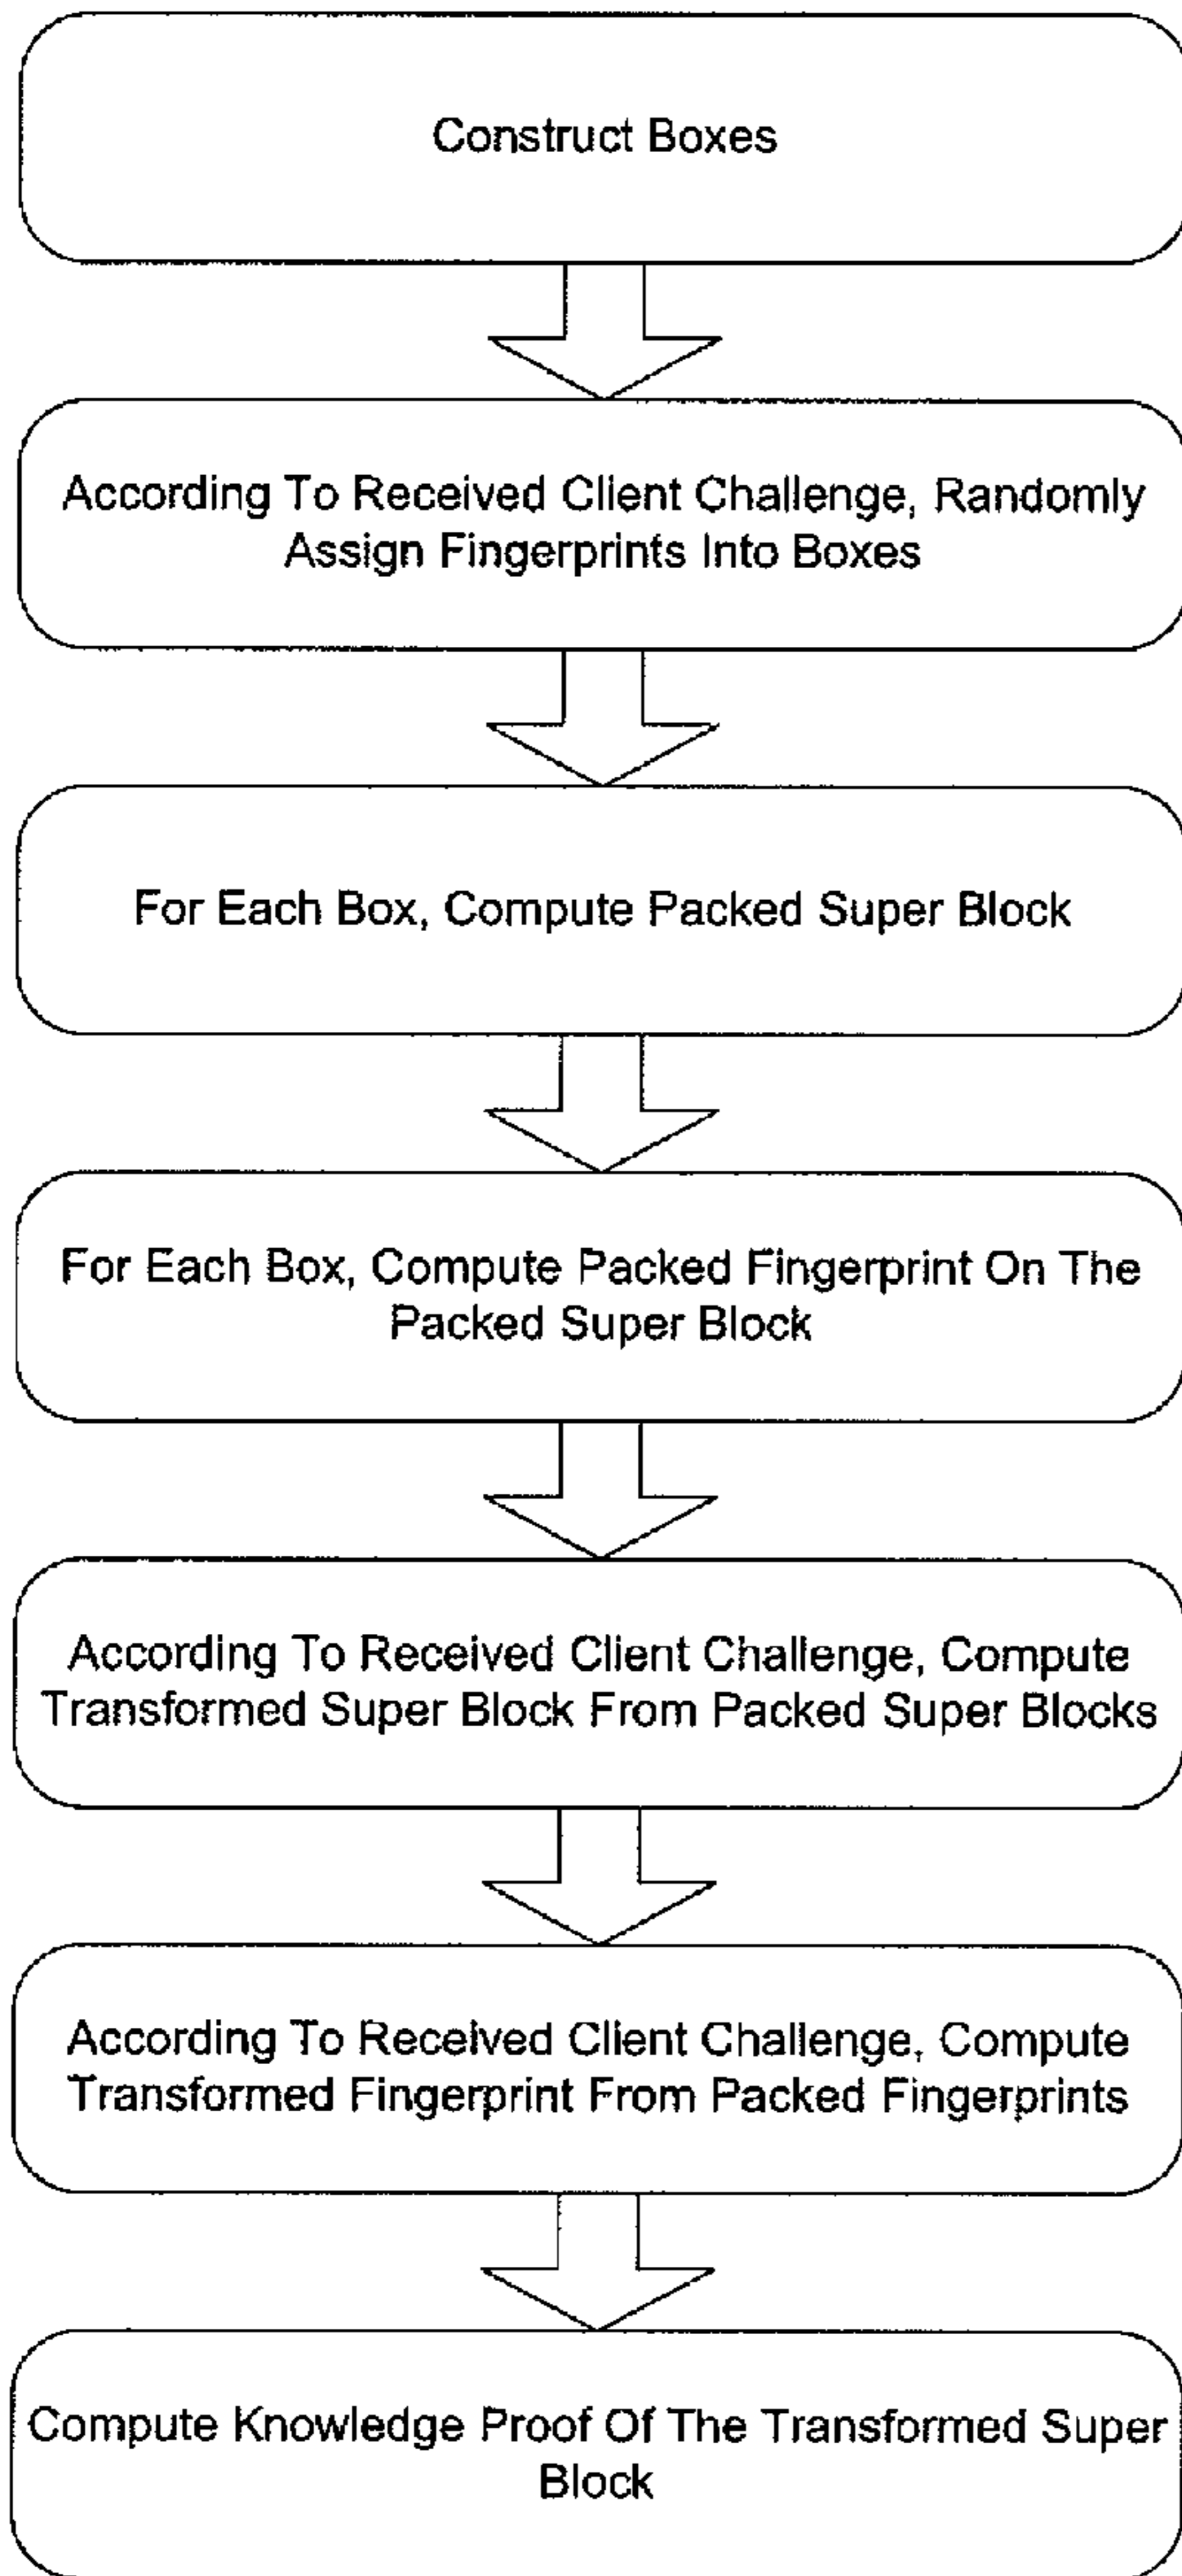 Construct Boxes
According To Received Client Challenge, Randomly
Assign Fingerprints Into Boxes
For Each Box, Compute Packed Super Block
For Each Box, Compute Packed Fingerprint On The
Packed Super Block
According To Received Client Challenge, Compute
Transformed Super Block From Packed Super Blocks
According To Received Client Challenge, Compute
Transformed Fingerprint From Packed Fingerprints
Compute Knowledge Proof Of The Transformed Super
Block